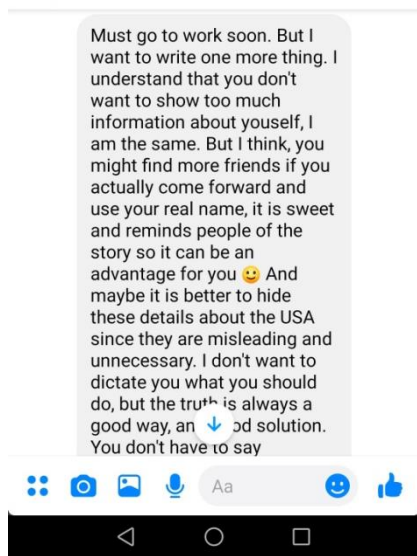 Must go to work soon. But I
want to write one more thing. I
understand that you don't
want to show too much
information about youself, I
am the same. But I think, you
might find more friends if you
actually come forward and
use your real name, it is sweet
and reminds people of the
story so it can be an
advantage for you 🙂 And
maybe it is better to hide
these details about the USA
since they are misleading and
unnecessary. I don't want to
dictate you what you should
do, but the truth is always a
good way, an od solution.
You don't have to say
Aa